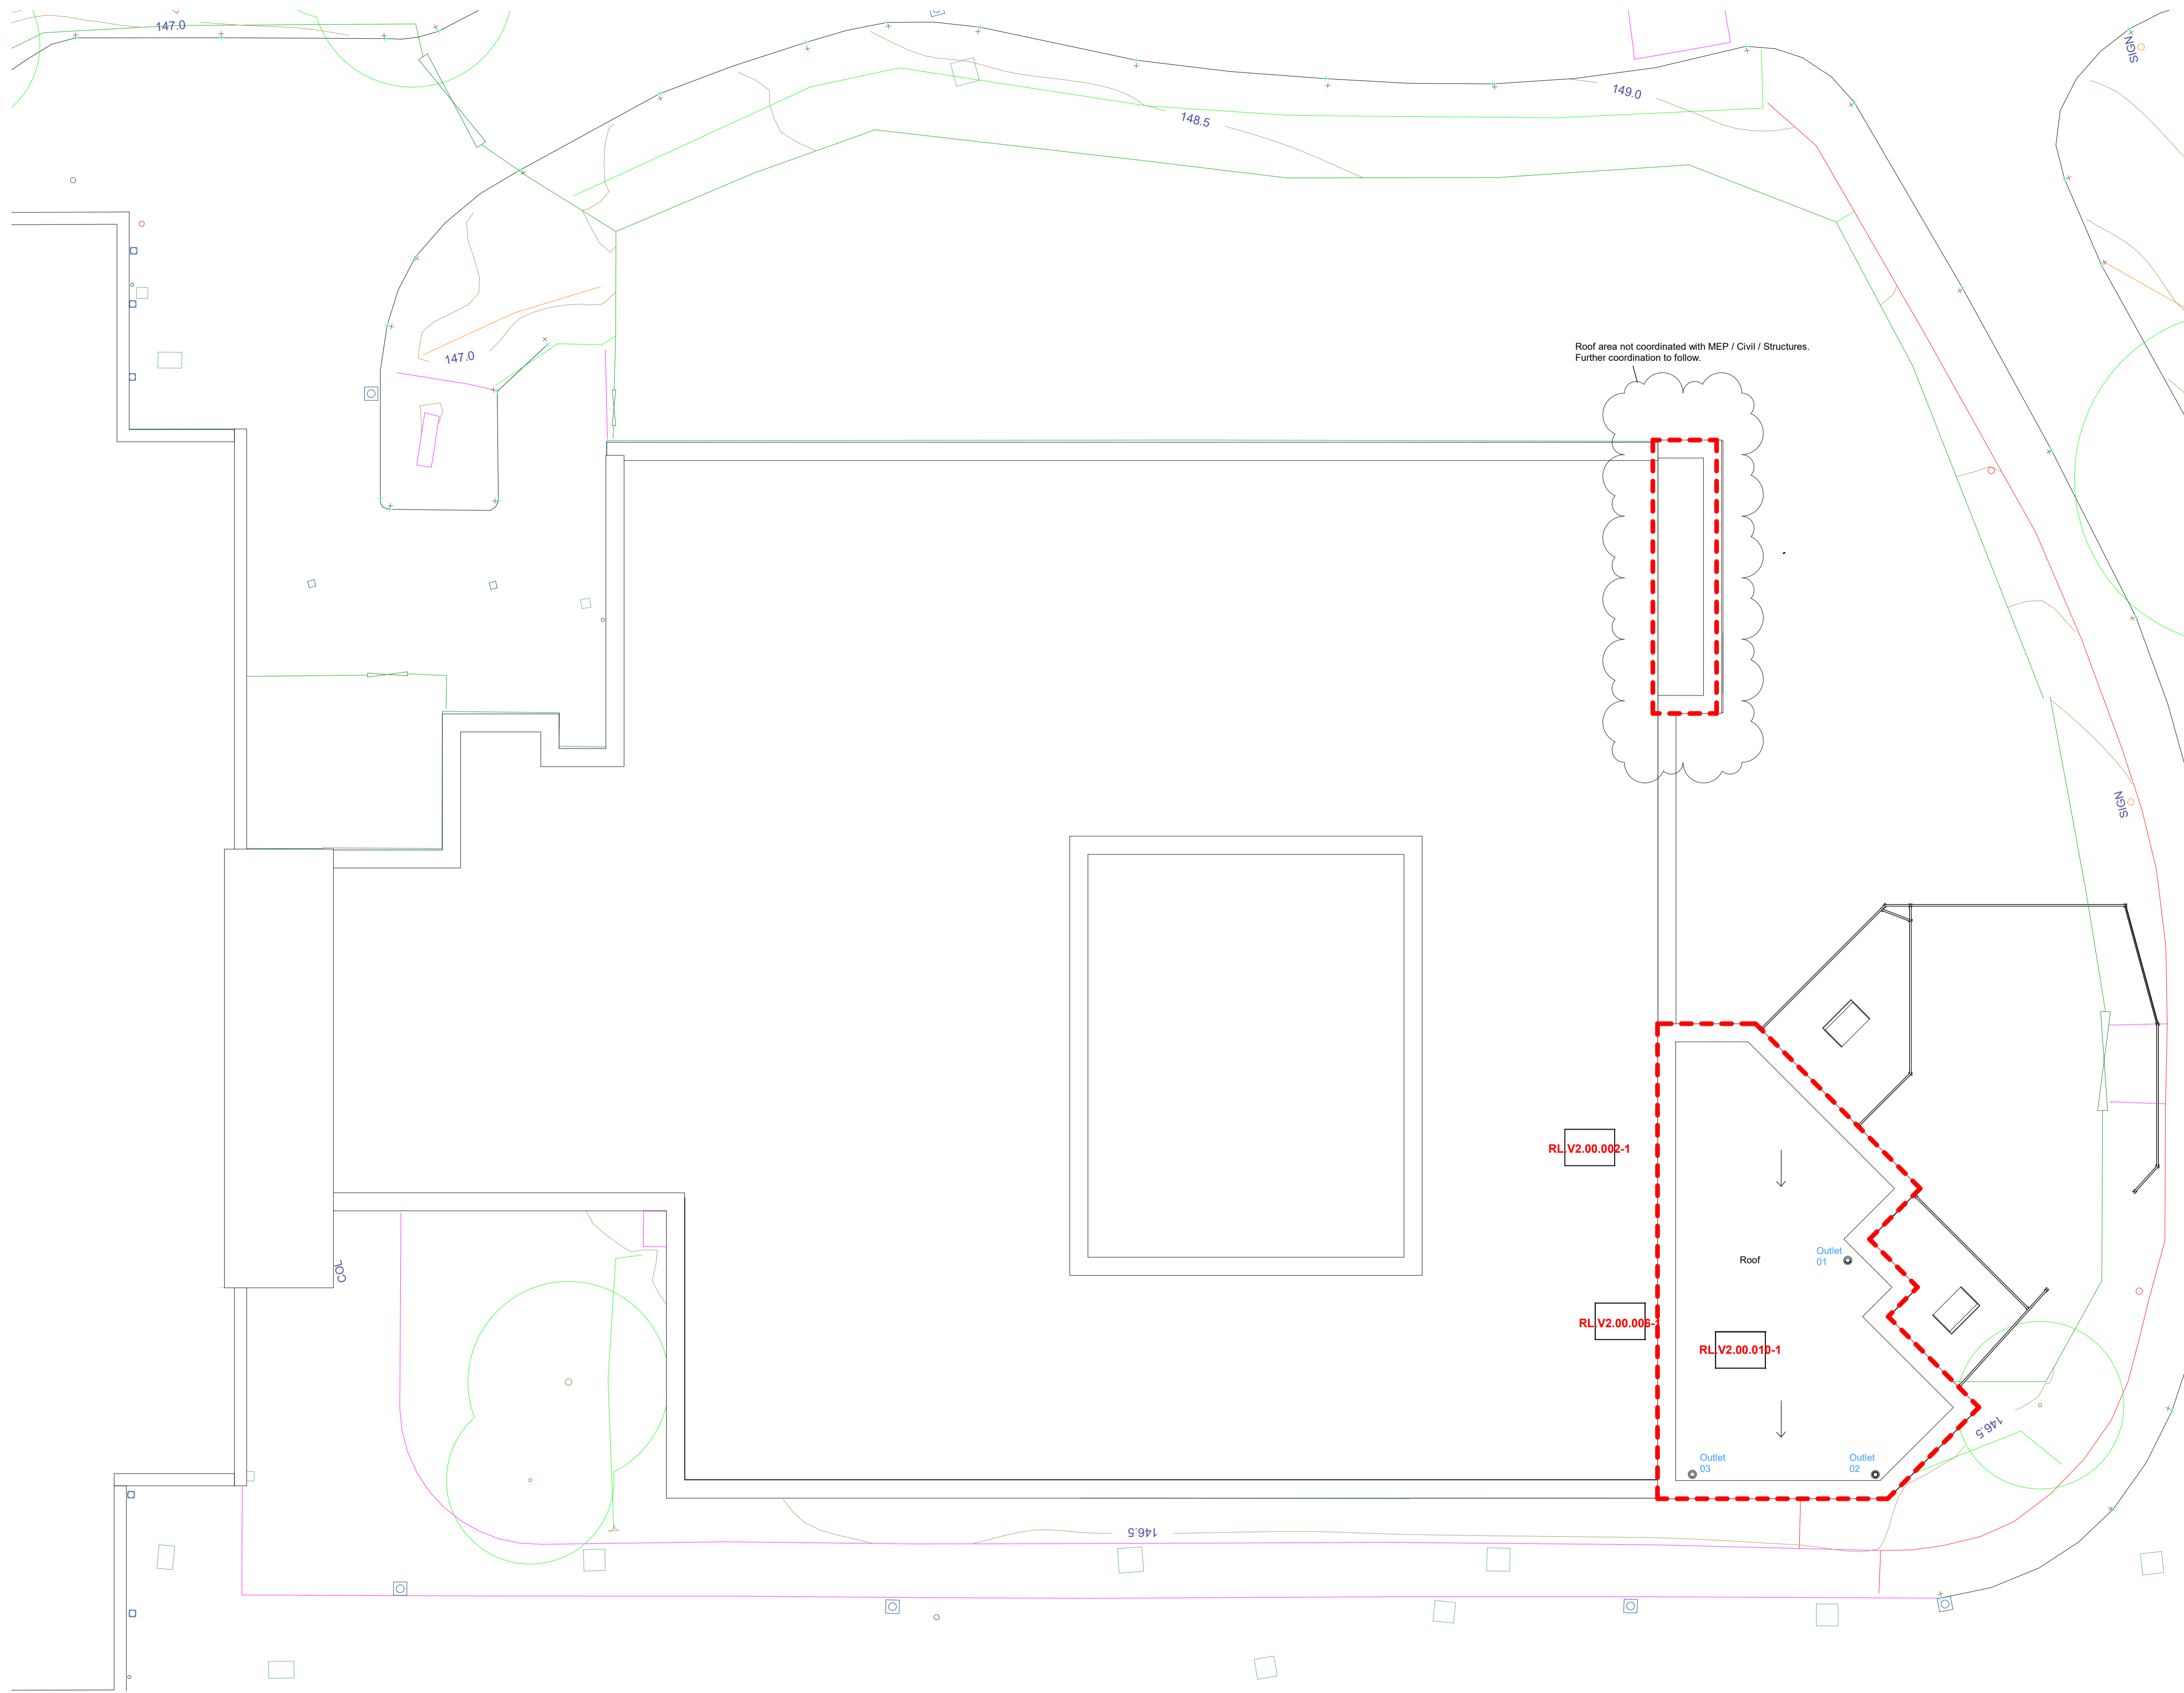 147.0
SIGN
149.0
148.5
Roof area not coordinated with MEP / Civil / Structures.
Further coordination to follow.
147.0
SIGN
RL.V2.00.002-1
Outlet
01
Roof
COL
RL.V2.00.006-1
RL.V2.00.010-1
146.5
Outlet
03
Outlet
02
146.5